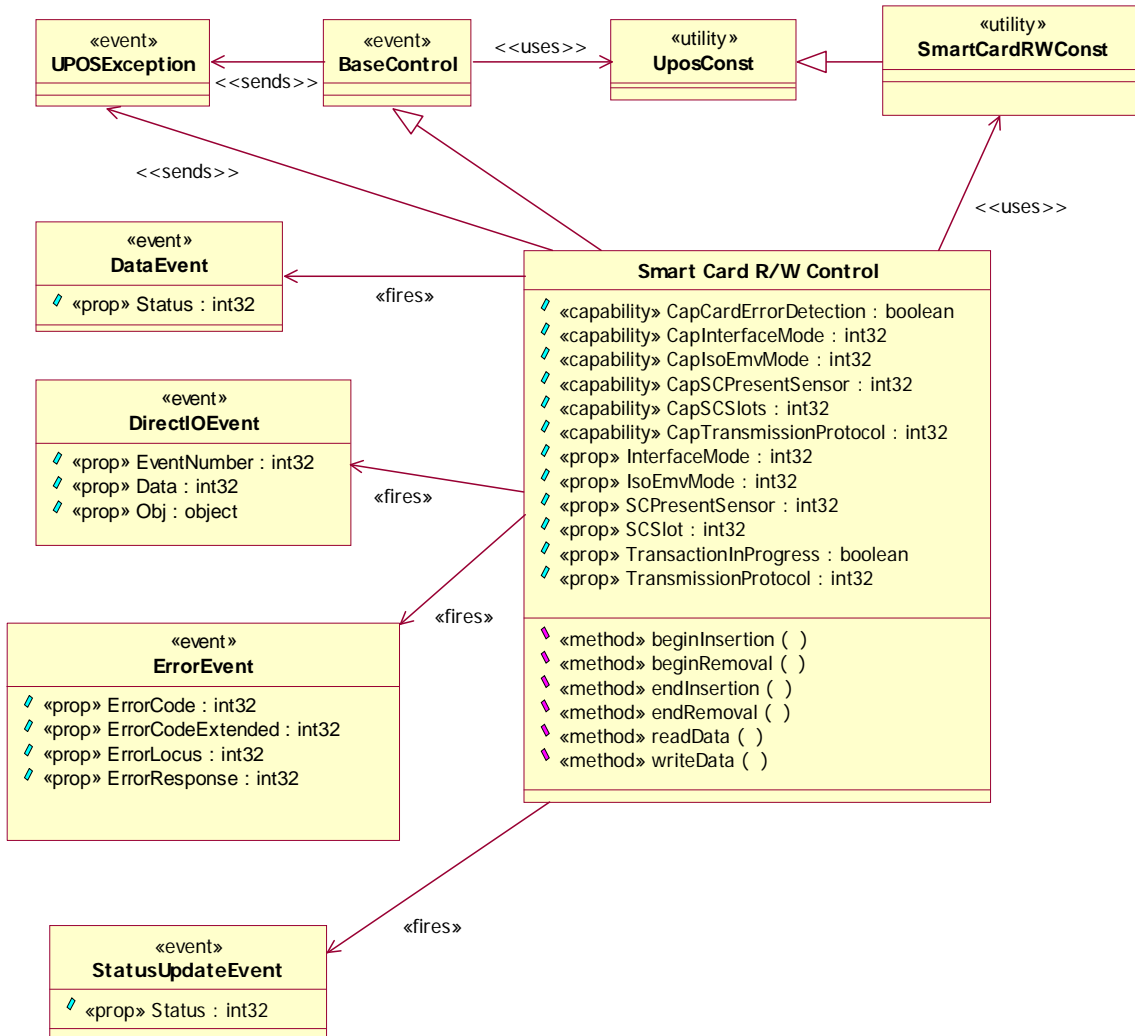 «event»
UPOSException
«event»
BaseControl
<<uses>>
«utility»
UposConst
«utility»
SmartCardRWConst
<<sends>>
<<sends>>
<<uses>>
«event»
DataEvent
«prop» Status : int32
«fires»
«event»
DirectIOEvent
«prop» EventNumber : int32
«prop» Data : int32
«prop» Obj : object
«fires»
Smart Card R/W Control
«capability» CapCardErrorDetection : boolean
«capability» CapInterfaceMode : int32
«capability» CapIsoEmvMode : int32
«capability» CapSCPresentSensor : int32
«capability» CapSCSlots : int32
«capability» CapTransmissionProtocol : int32
«prop» InterfaceMode : int32
«prop» IsoEmvMode : int32
«prop» SCPresentSensor : int32
«prop» SCSlot : int32
«prop» TransactionInProgress : boolean
«prop» TransmissionProtocol : int32
«method» beginInsertion ( )
«method» beginRemoval ( )
«method» endInsertion ( )
«method» endRemoval ( )
«method» readData ( )
«method» writeData ( )
«fires»
«event»
ErrorEvent
«prop» ErrorCode : int32
«prop» ErrorCodeExtended : int32
«prop» ErrorLocus : int32
«prop» ErrorResponse : int32
«fires»
«event»
StatusUpdateEvent
«prop» Status : int32